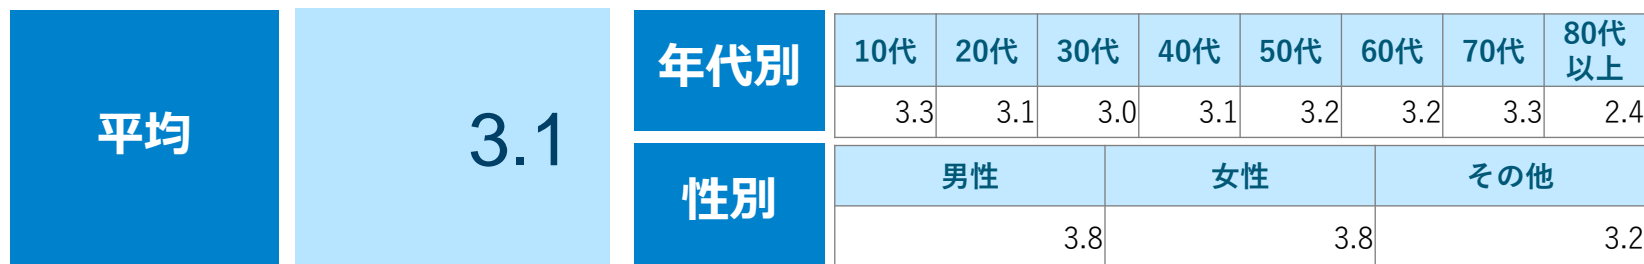 平均
3.1
年代別
10代 20代 30代 40代 50代 60代 70代 80代
以上
3.3 3.1 3.0 3.1 3.2 3.2 3.3 2.4
性別
男性 女性 その他
3.8 3.8 3.2